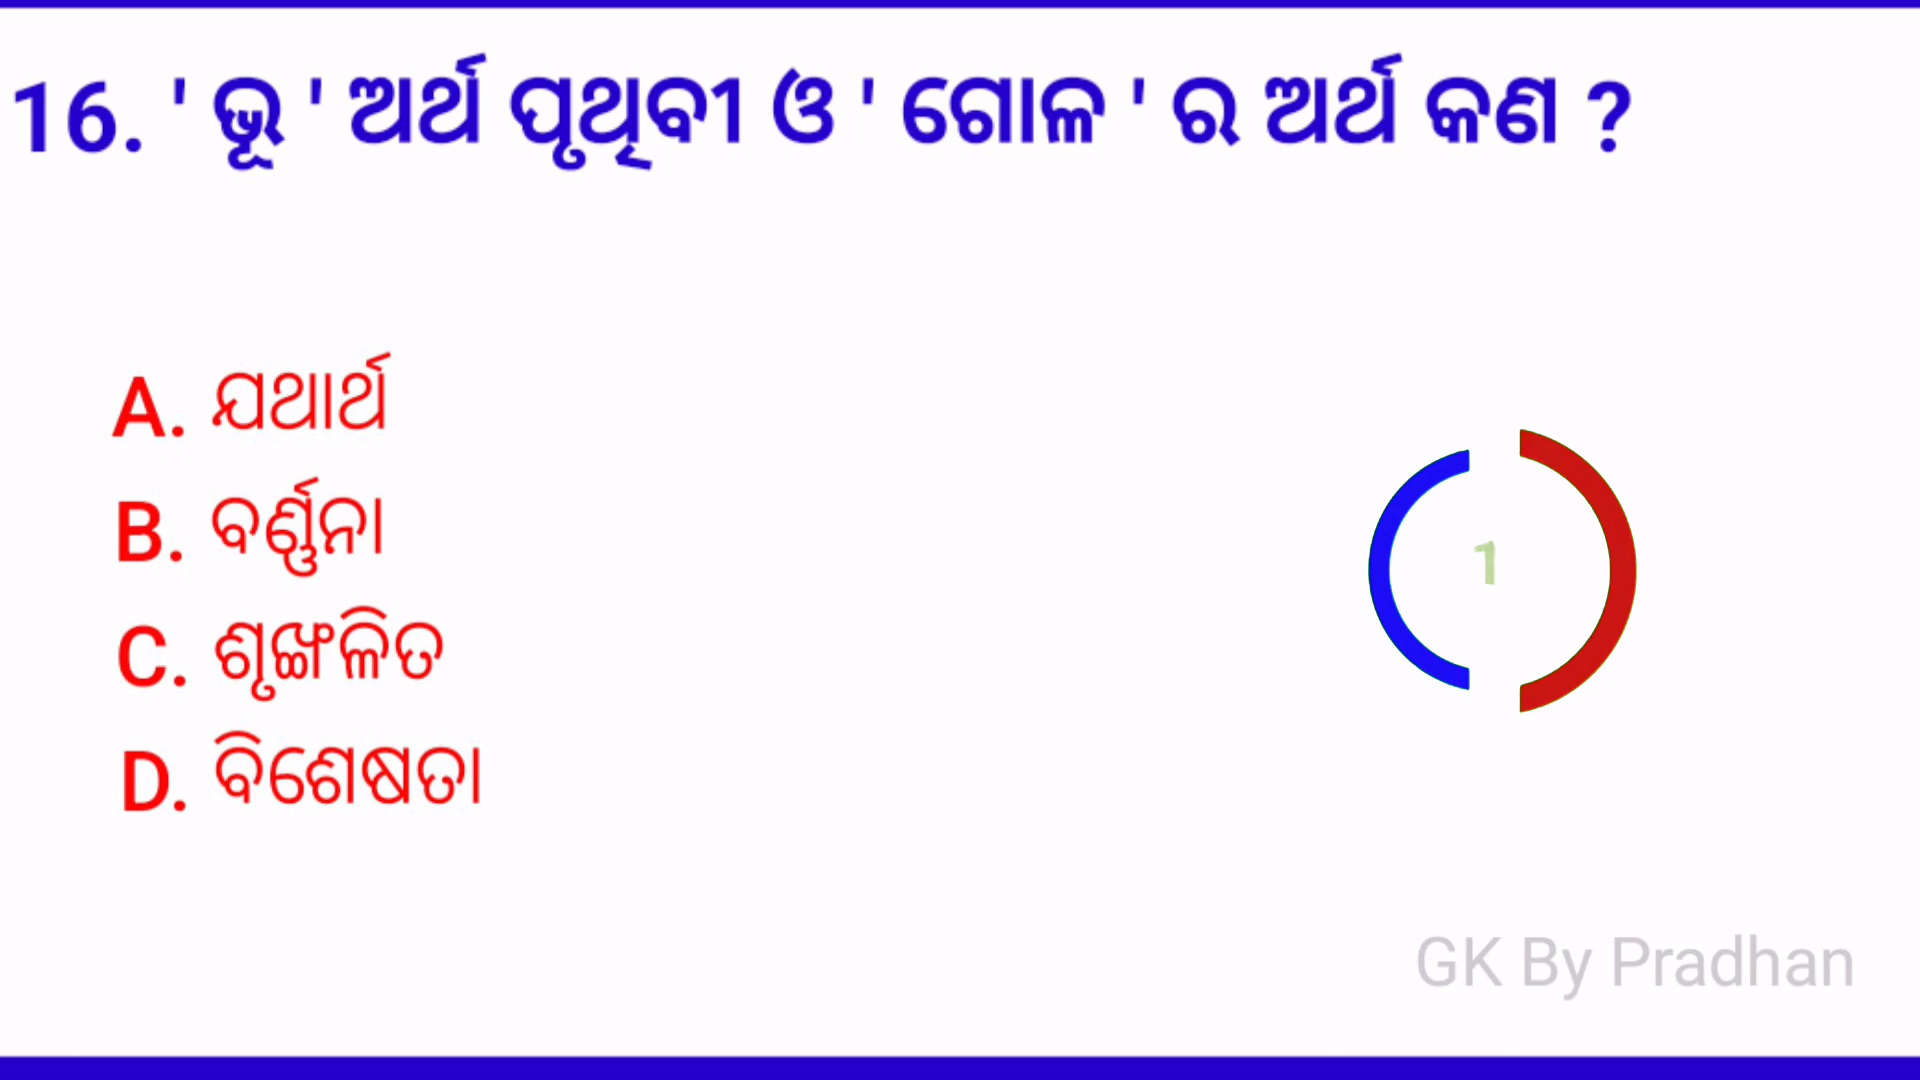 16. ' ଭୂ ' ଅର୍ଥ ପୃଥିବୀ ଓ ' ଗୋଳ ' ର ଅର୍ଥ କଣ ?
A. ଯଥାର୍ଥ
B. ବର୍ଣ୍ଣନା
C. ଶୃଙ୍ଖଳିତ
D. ବିଶେଷତା
1
GK By Pradhan